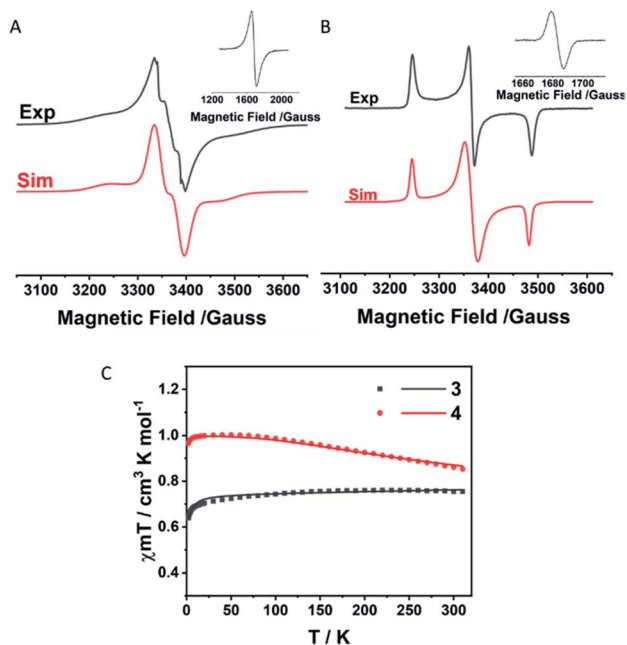 A
1200 1600 2000
Magnetic Field /Gauss
Exp
Sim
3100 3200 3300 3400 3500 3600
Magnetic Field /Gauss
B
1660 1680 1700
Magnetic Field /Gauss
Exp
Sim
3100 3200 3300 3400 3500 3600
Magnetic Field /Gauss
C
3
4
1.2
1.0
0.8
0.6
0.4
χmT / cm³ K mol⁻¹
0 50 100 150 200 250 300
T / K